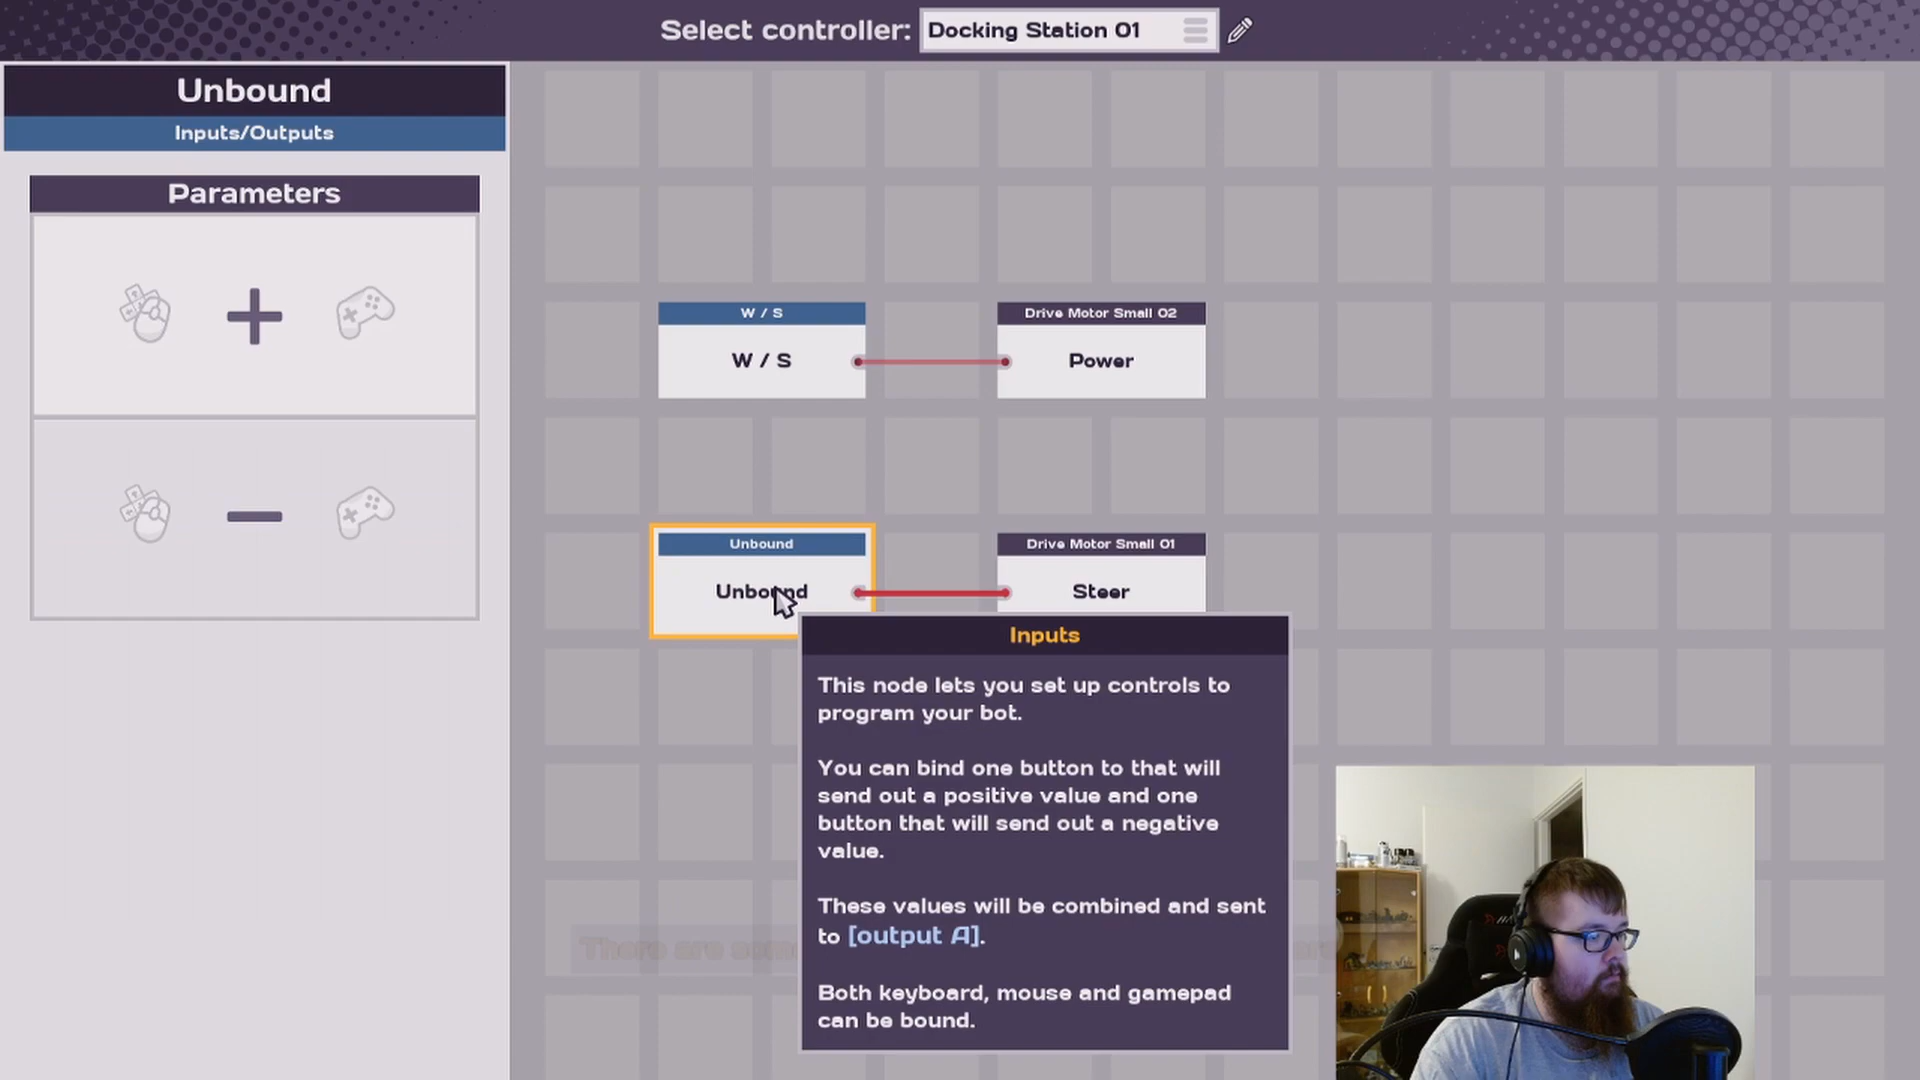 Select controller: Docking Station 01
Unbound
Inputs/Outputs
Parameters
W / S
W / S
Drive Motor Small 02
Power
Unbound
Unbound
Drive Motor Small 01
Steer
Inputs
This node lets you set up controls to
program your bot.
You can bind one button to that will
send out a positive value and one
button that will send out a negative
value.
These values will be combined and sent
to [output A].
Both keyboard, mouse and gamepad
can be bound.
There are some